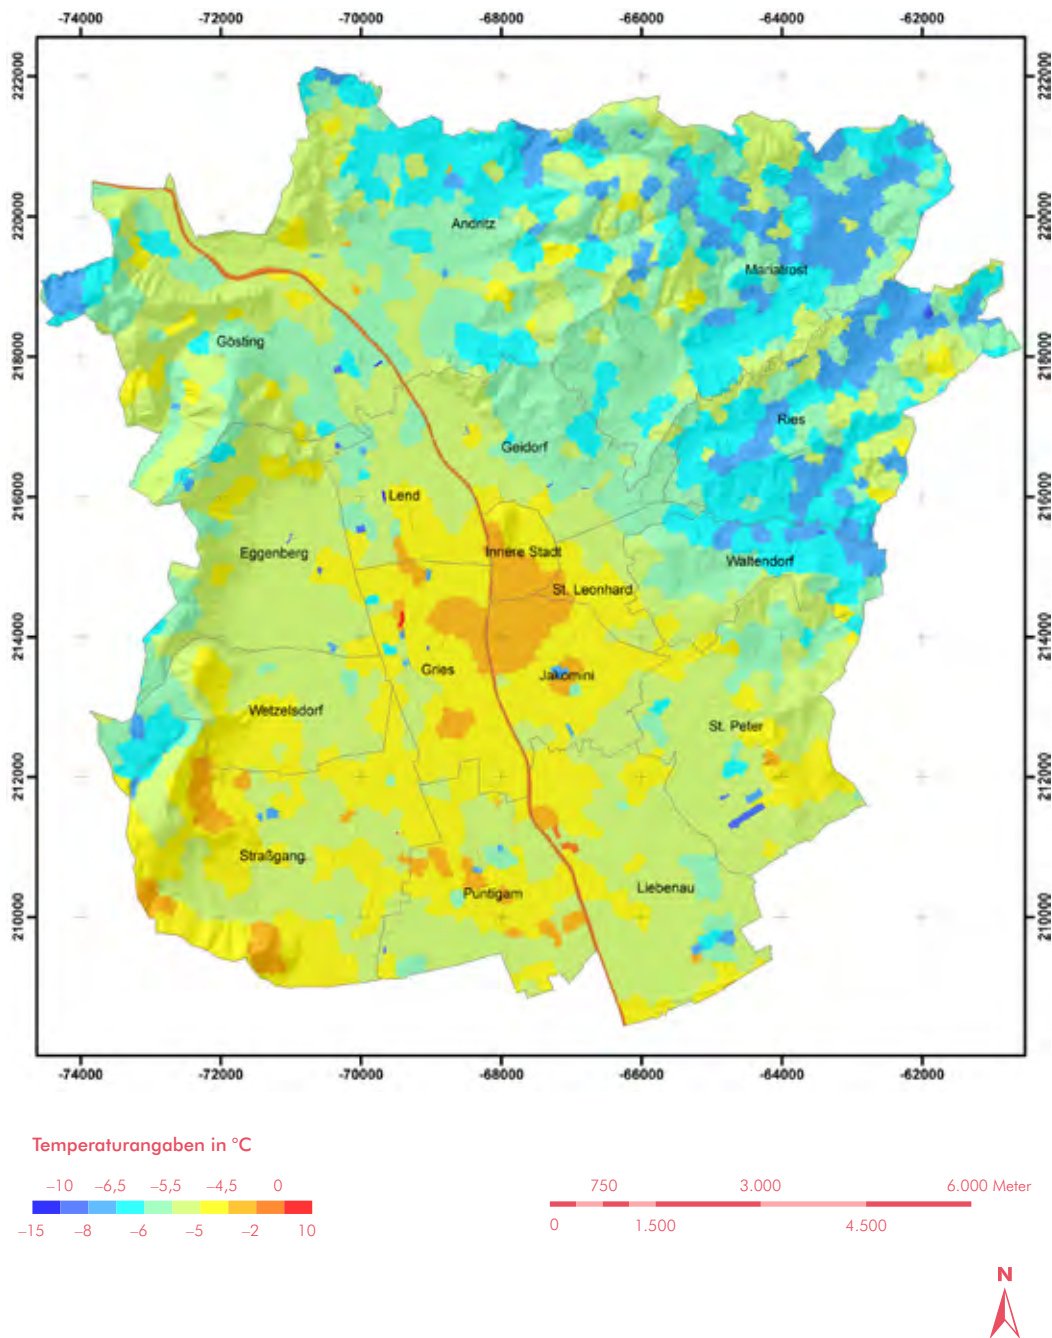 -74000 -72000 -70000 -68000 -66000 -64000 -62000
222000 222000
220000 220000
218000 218000
216000 216000
214000 214000
212000 212000
210000 210000
Andritz
Mariatrost
Gösting
Ries
Geidorf
Lend
Innere Stadt
Eggenberg
Waltendorf
St. Leonhard
Gries
Jakomini
Wetzelsdorf
St. Peter
Straßgang
Liebenau
Puntigam
-74000 -72000 -70000 -68000 -66000 -64000 -62000
Temperaturangaben in °C
–10 –6,5 –5,5 –4,5 0
–15 –8 –6 –5 –2 10
750 3.000 6.000 Meter
0 1.500 4.500
N